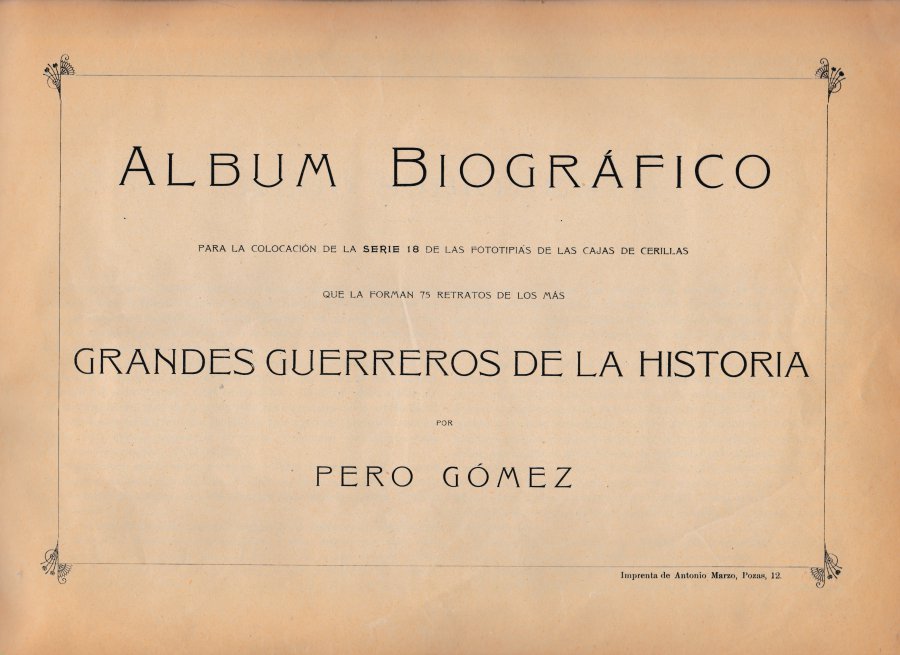 ALBUM BIOGRÁFICO
PARA LA COLOCACIÓN DE LA SERIE 18 DE LAS FOTOTIPIAS DE LAS CAJAS DE CERILLAS
QUE LA FORMAN 75 RETRATOS DE LOS MÁS
GRANDES GUERREROS DE LA HISTORIA
POR
PERO GÓMEZ
Imprenta de Antonio Marzo, Pozas, 12.